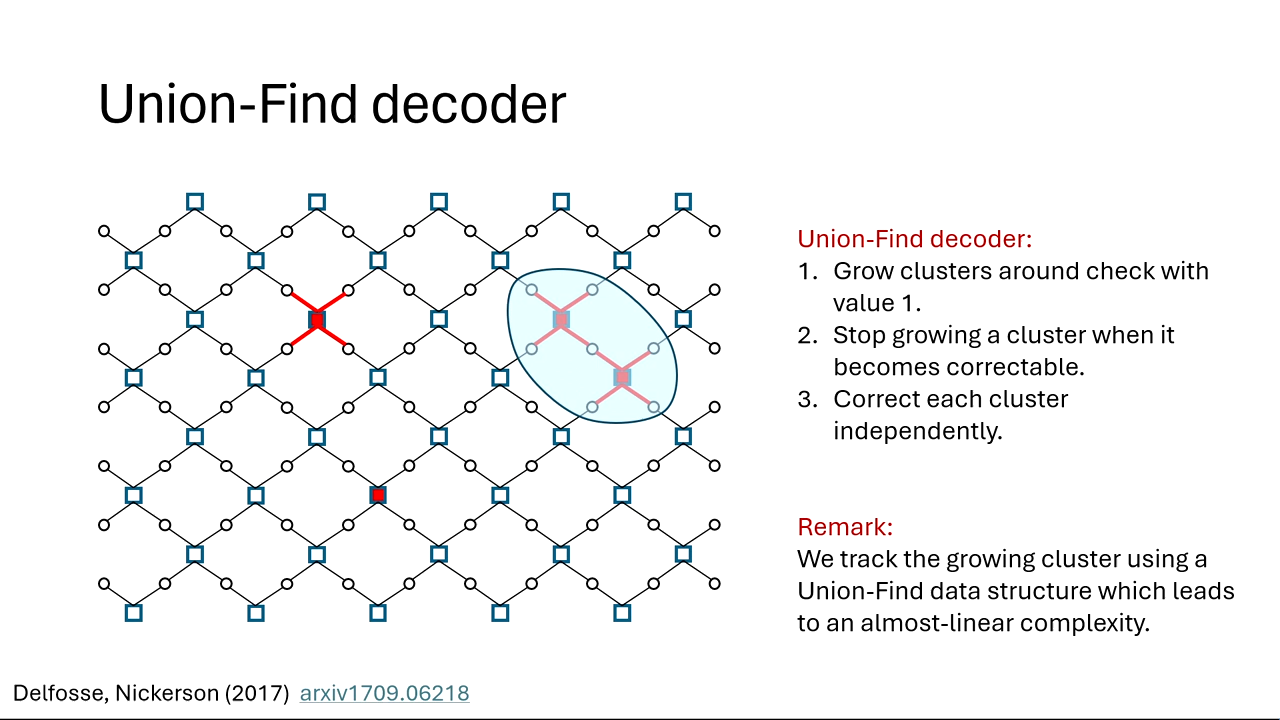 Union-Find decoder
Union-Find decoder:
1. Grow clusters around check with
value 1.
2. Stop growing a cluster when it
becomes correctable.
3. Correct each cluster
independently.
Remark:
We track the growing cluster using a
Union-Find data structure which leads
to an almost-linear complexity.
Delfosse, Nickerson (2017) arxiv1709.06218